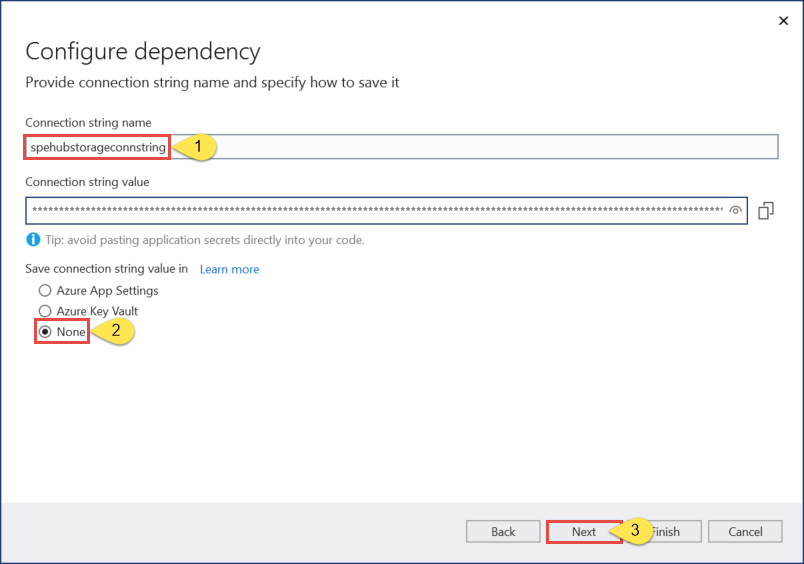 Configure dependency
Provide connection string name and specify how to save it
Connection string name
spehubstorageconnstring
1
Connection string value
Tip: avoid pasting application secrets directly into your code.
Save connection string value in Learn more
Azure App Settings
Azure Key Vault
None
2
Back Next 3 Finish Cancel